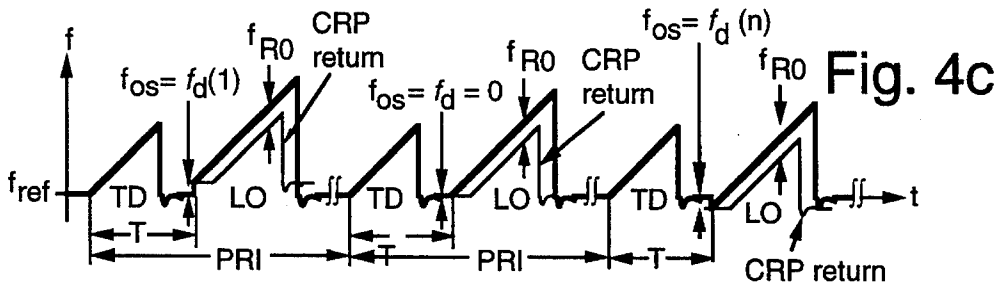 f
f_os = f_d(1)
f_R0
CRP
return
f_os = f_d = 0
f_R0
CRP
return
f_os = f_d (n)
f_R0
Fig. 4c
f_ref
TD
LO
TD
LO
TD
LO
t
T
T
T
PRI
PRI
CRP return